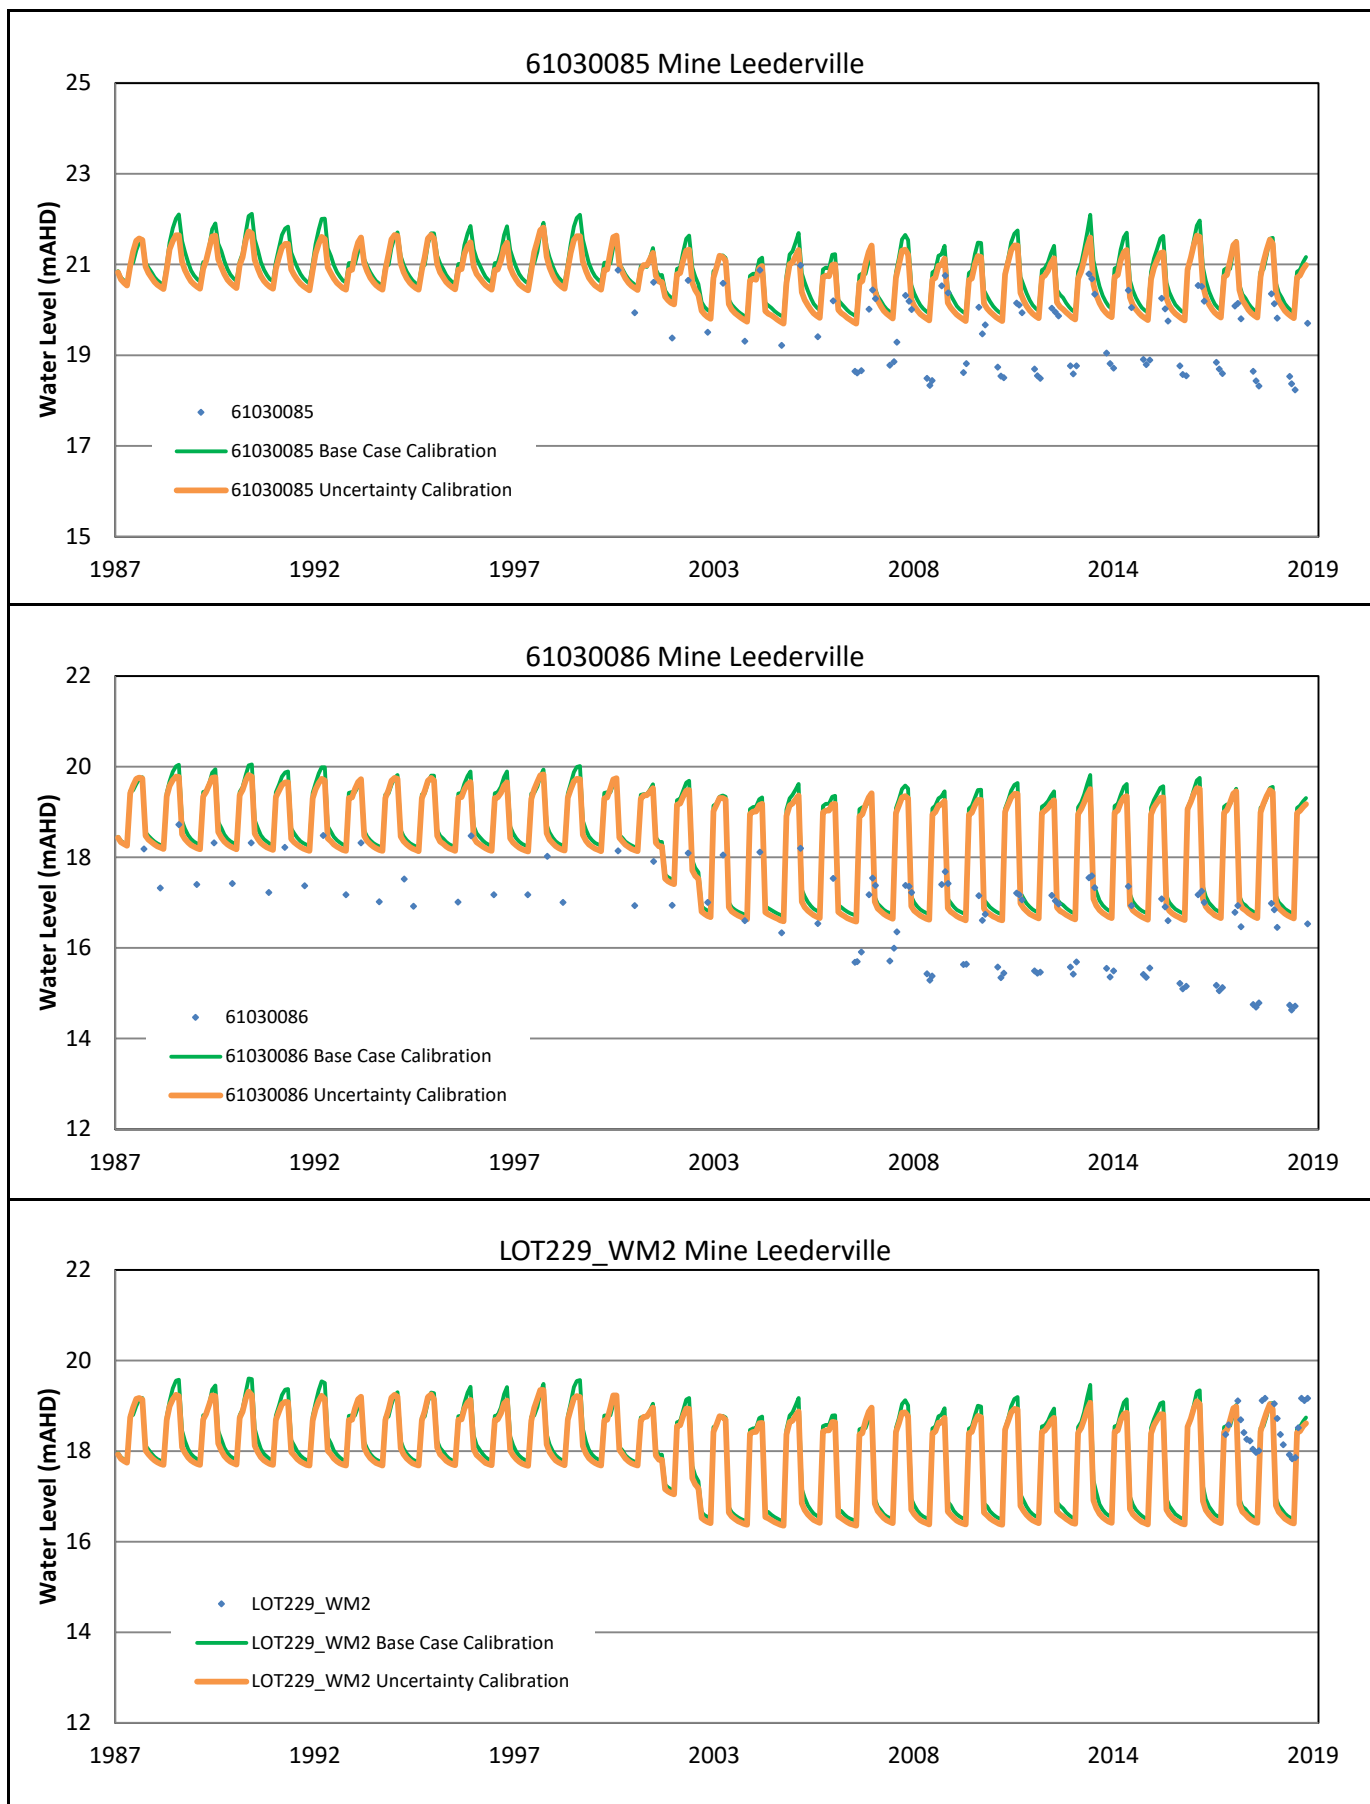 61030085 Mine Leederville
25
23
21
19
17
15
Water Level (mAHD)
61030085
61030085 Base Case Calibration
61030085 Uncertainty Calibration
1987 1992 1997 2003 2008 2014 2019
61030086 Mine Leederville
22
20
18
16
14
12
Water Level (mAHD)
61030086
61030086 Base Case Calibration
61030086 Uncertainty Calibration
1987 1992 1997 2003 2008 2014 2019
LOT229_WM2 Mine Leederville
22
20
18
16
14
12
Water Level (mAHD)
LOT229_WM2
LOT229_WM2 Base Case Calibration
LOT229_WM2 Uncertainty Calibration
1987 1992 1997 2003 2008 2014 2019